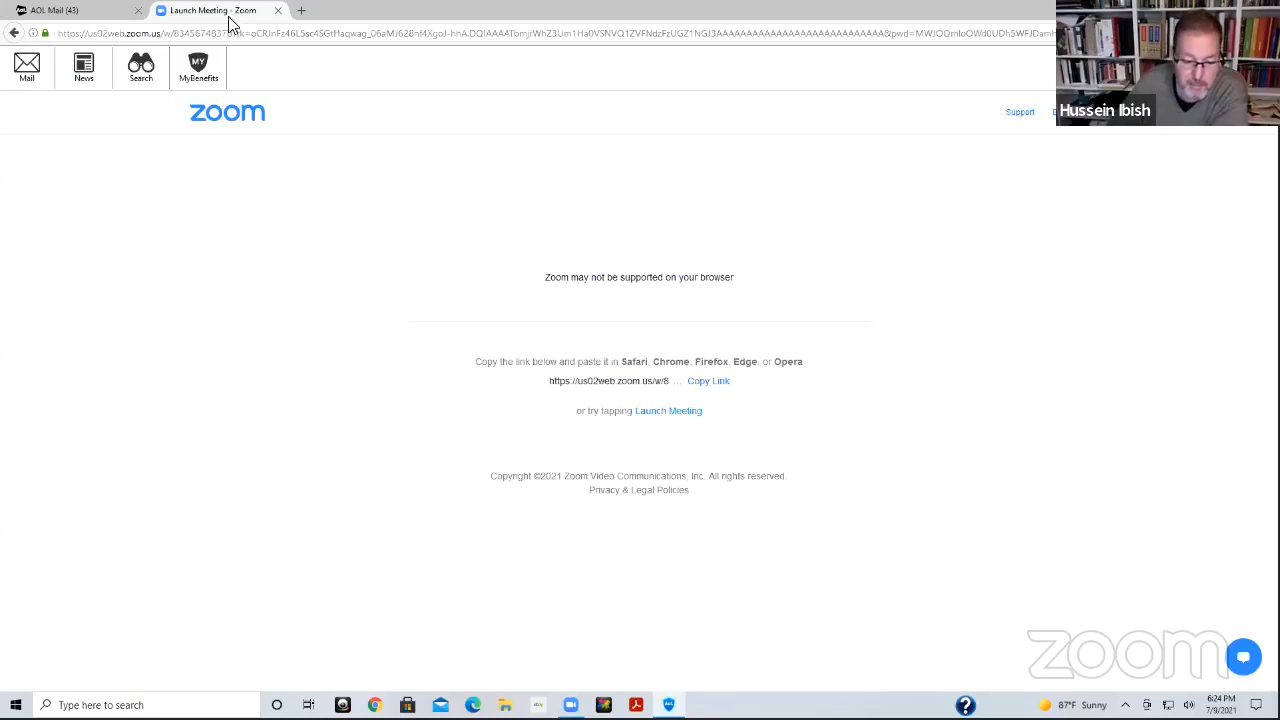 AOL Mail (43)
Launch Meeting - Zoom
Mail
News
Search
MyBenefits
MY
Hussein Ibish
zoom
Support
Zoom may not be supported on your browser
Copy the link below and paste it in Safari, Chrome, Firefox, Edge, or Opera
https://us02web.zoom.us/w/8 ... Copy Link
or try tapping Launch Meeting
Copyright ©2021 Zoom Video Communications, Inc. All rights reserved.
Privacy & Legal Policies
zoom
Type here to search
87°F Sunny
6:24 PM
7/9/2021